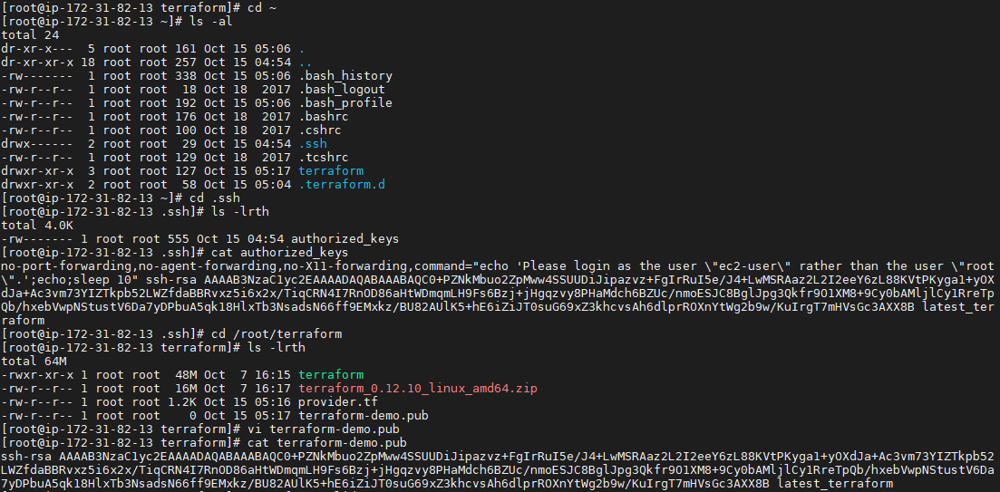 [root@ip-172-31-82-13 terraform]# cd ~
[root@ip-172-31-82-13 ~]# ls -al
total 24
dr-xr-x---  5 root root 161 Oct 15 05:06 .
dr-xr-xr-x 18 root root 257 Oct 15 04:54 ..
-rw-------  1 root root 338 Oct 15 05:06 .bash_history
-rw-r--r--  1 root root  18 Oct 18  2017 .bash_logout
-rw-r--r--  1 root root 192 Oct 15 05:06 .bash_profile
-rw-r--r--  1 root root 176 Oct 18  2017 .bashrc
-rw-r--r--  1 root root 100 Oct 18  2017 .cshrc
drwx------  2 root root  29 Oct 15 04:54 .ssh
-rw-r--r--  1 root root 129 Oct 18  2017 .tcshrc
drwxr-xr-x  3 root root 127 Oct 15 05:17 terraform
drwxr-xr-x  2 root root  58 Oct 15 05:04 .terraform.d
[root@ip-172-31-82-13 ~]# cd .ssh
[root@ip-172-31-82-13 .ssh]# ls -lrth
total 4.0K
-rw------- 1 root root 555 Oct 15 04:54 authorized_keys
[root@ip-172-31-82-13 .ssh]# cat authorized_keys
no-port-forwarding,no-agent-forwarding,no-X11-forwarding,command="echo 'Please login as the user \"ec2-user\" rather than the user \"root
\".';echo;sleep 10" ssh-rsa AAAAB3NzaC1yc2EAAAADAQABAAABAQC0+PZNkMbuo2ZpMww4SSUUDiJipazvz+FgIrRuI5e/J4+LwMSRAaz2L2I2eeY6zL88KVtPKyga1+yOX
dJa+Ac3vm73YIZTkpb52LWZfdaBBRvxz5i6x2x/TiqCRN4I7RnOD86aHtWDmqmLH9Fs6Bzj+jHgqzvy8PHaMdch6BZUc/nmoESJC8BglJpg3Qkfr9O1XM8+9Cy0bAMljlCy1RreTp
Qb/hxebVwpNStustV6Da7yDPbuA5qk18HlxTb3NsadsN66ff9EMxkz/BU82AUlK5+hE6iZiJT0suG69xZ3khcvsAh6dlprROXnYtWg2b9w/KuIrgT7mHVsGc3AXX8B latest_ter
raform
[root@ip-172-31-82-13 .ssh]# cd /root/terraform
[root@ip-172-31-82-13 terraform]# ls -lrth
total 64M
-rwxr-xr-x 1 root root  48M Oct  7 16:15 terraform
-rw-r--r-- 1 root root  16M Oct  7 16:17 terraform_0.12.10_linux_amd64.zip
-rw-r--r-- 1 root root 1.2K Oct 15 05:16 provider.tf
-rw-r--r-- 1 root root    0 Oct 15 05:17 terraform-demo.pub
[root@ip-172-31-82-13 terraform]# vi terraform-demo.pub
[root@ip-172-31-82-13 terraform]# cat terraform-demo.pub
ssh-rsa AAAAB3NzaC1yc2EAAAADAQABAAABAQC0+PZNkMbuo2ZpMww4SSUUDiJipazvz+FgIrRuI5e/J4+LwMSRAaz2L2I2eeY6zL88KVtPKyga1+yOXdJa+Ac3vm73YIZTkpb52
LWZfdaBBRvxz5i6x2x/TiqCRN4I7RnOD86aHtWDmqmLH9Fs6Bzj+jHgqzvy8PHaMdch6BZUc/nmoESJC8BglJpg3Qkfr9O1XM8+9Cy0bAMljlCy1RreTpQb/hxebVwpNStustV6Da
7yDPbuA5qk18HlxTb3NsadsN66ff9EMxkz/BU82AUlK5+hE6iZiJT0suG69xZ3khcvsAh6dlprROXnYtWg2b9w/KuIrgT7mHVsGc3AXX8B latest_terraform